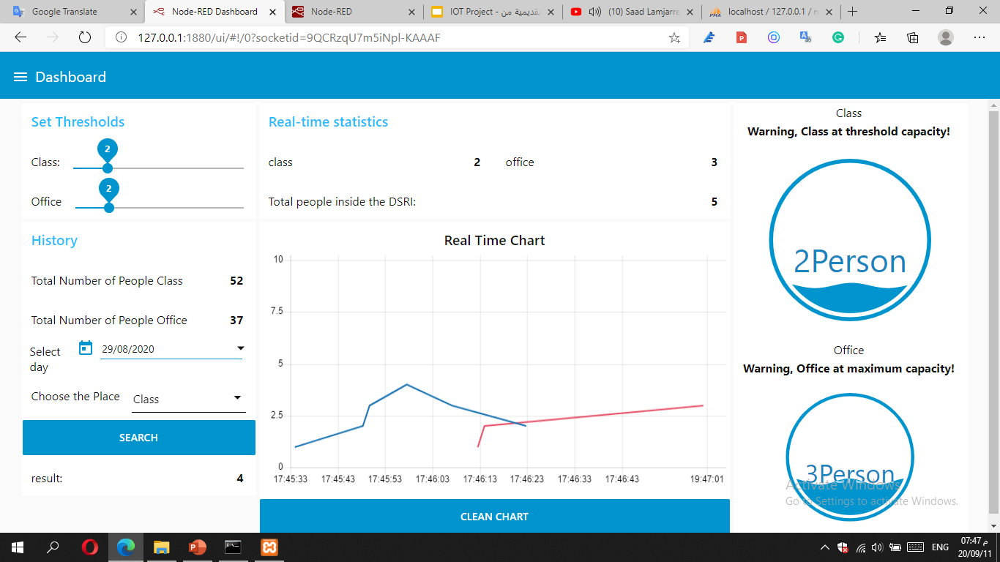 Google Translate
Node-RED Dashboard
Node-RED
IOT Project - تقديمية من
(10) Saad Lamjarre
localhost / 127.0.0.1 / n
127.0.0.1:1880/ui/#!/0?socketid=9QCRzqU7m5iNpI-KAAAF
Dashboard
Set Thresholds
2
Class:
2
Office
Real-time statistics
class 2 office 3
Total people inside the DSRI: 5
History
Total Number of People Class 52
Total Number of People Office 37
Select day 29/08/2020
Choose the Place Class
SEARCH
result: 4
Real Time Chart
10
7.5
5
2.5
0
17:45:33 17:45:43 17:45:53 17:46:03 17:46:13 17:46:23 17:46:33 17:46:43 19:47:01
CLEAN CHART
Class
Warning, Class at threshold capacity!
2Person
Office
Warning, Office at maximum capacity!
3Person
Activate Windows
Go to Settings to activate Windows.
ENG
07:47 م
20/09/11